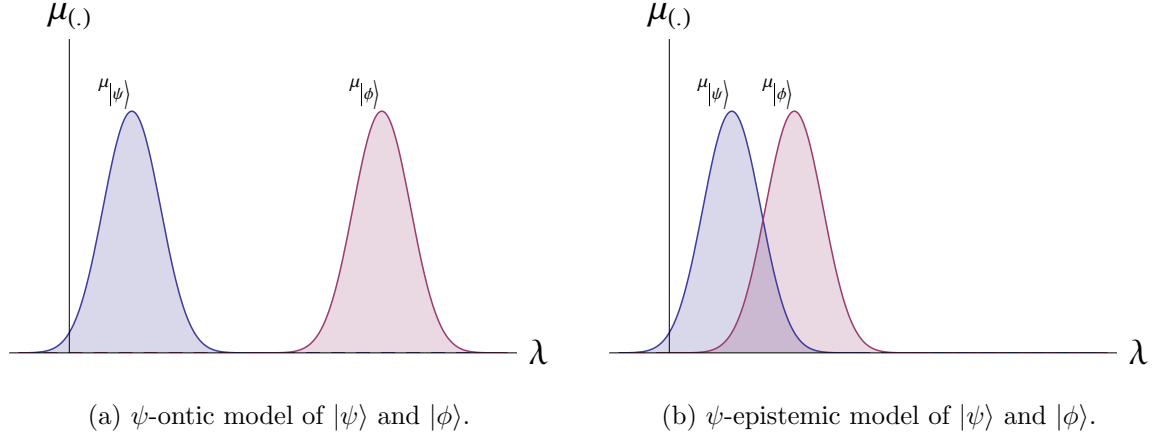 μ(.)
μ|ψ⟩
μ|ϕ⟩
λ
(a) ψ-ontic model of |ψ⟩ and |ϕ⟩.
μ(.)
μ|ψ⟩
μ|ϕ⟩
λ
(b) ψ-epistemic model of |ψ⟩ and |ϕ⟩.